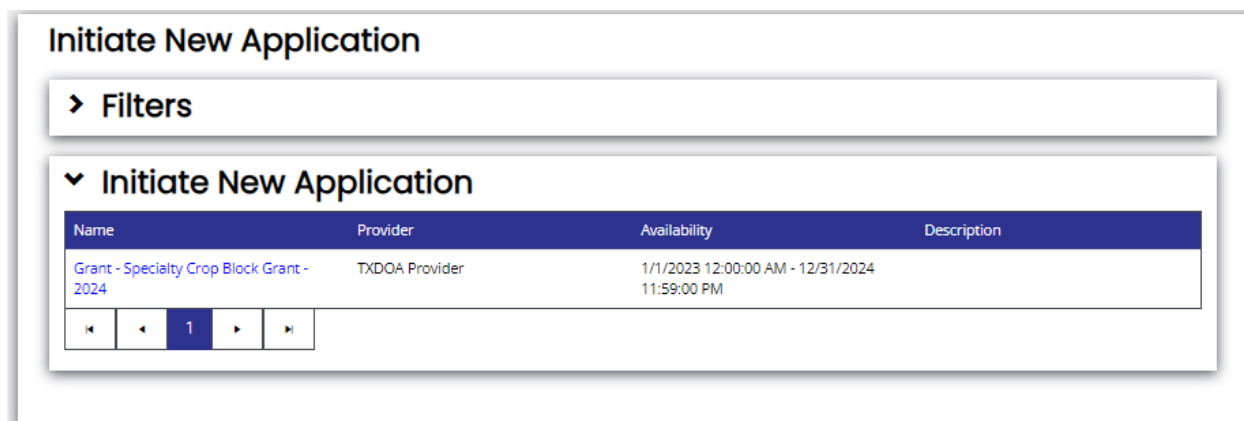 Initiate New Application
Filters
Initiate New Application
Name Provider Availability Description
Grant - Specialty Crop Block Grant - TXDOA Provider 1/1/2023 12:00:00 AM - 12/31/2024
2024 11:59:00 PM
1